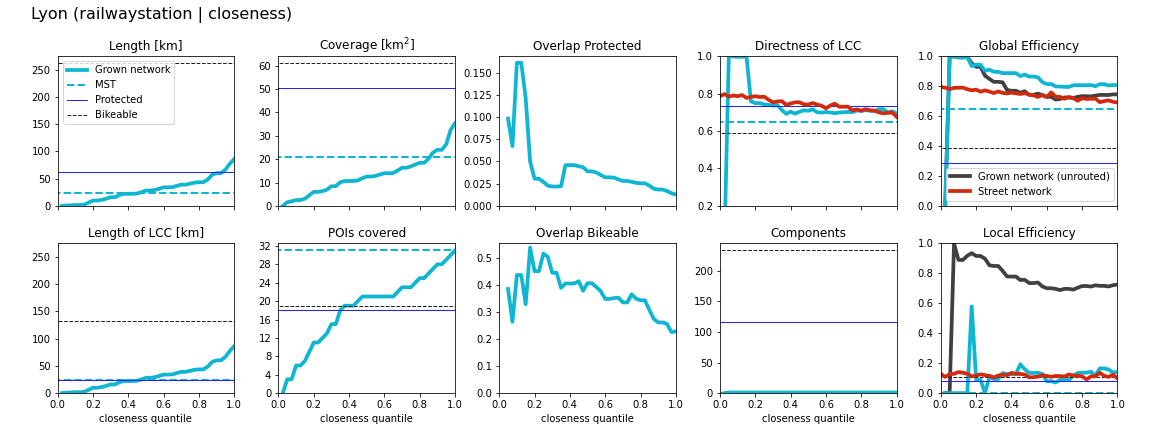 Lyon (railwaystation | closeness)
Length [km]
Coverage [km²]
Overlap Protected
Directness of LCC
Global Efficiency
250
200
150
100
50
0
Grown network
MST
Protected
Bikeable
60
50
40
30
20
10
0
0.150
0.125
0.100
0.075
0.050
0.025
0.000
1.0
0.8
0.6
0.4
0.2
1.0
0.8
0.6
0.4
0.2
0.0
Grown network (unrouted)
Street network
Length of LCC [km]
POIs covered
Overlap Bikeable
Components
Local Efficiency
250
200
150
100
50
0
0.0 0.2 0.4 0.6 0.8 1.0
closeness quantile
32
28
24
20
16
12
8
4
0.0 0.2 0.4 0.6 0.8 1.0
closeness quantile
0.5
0.4
0.3
0.2
0.1
0.0
0.0 0.2 0.4 0.6 0.8 1.0
closeness quantile
200
150
100
50
0
0.0 0.2 0.4 0.6 0.8 1.0
closeness quantile
1.0
0.8
0.6
0.4
0.2
0.0
0.0 0.2 0.4 0.6 0.8 1.0
closeness quantile